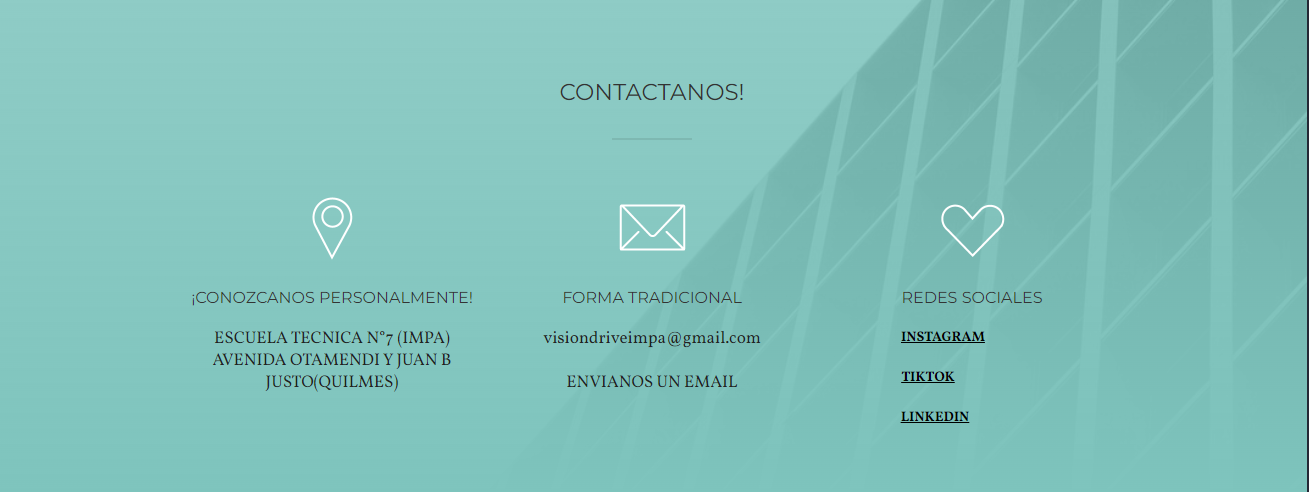 CONTACTANOS!
¡CONOZCANOS PERSONALMENTE!
ESCUELA TECNICA N°7 (IMPA)
AVENIDA OTAMENDI Y JUAN B
JUSTO(QUILMES)
FORMA TRADICIONAL
visiondriveimpa@gmail.com
ENVIANOS UN EMAIL
REDES SOCIALES
INSTAGRAM
TIKTOK
LINKEDIN